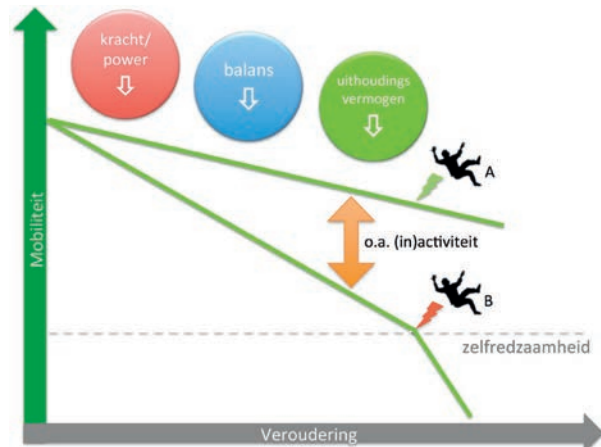 kracht/
power
balans
uithoudings
vermogen
A
o.a. (in)activiteit
B
zelfredzaamheid
Mobiliteit
Veroudering